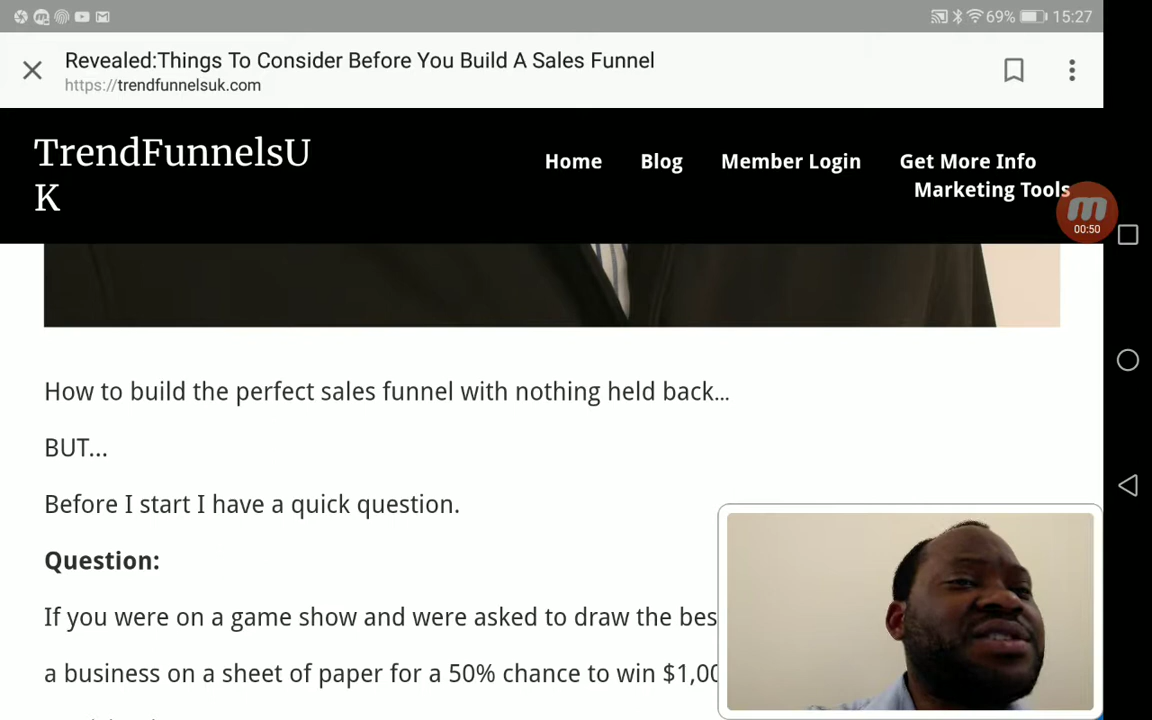 69% 15:27
Revealed:Things To Consider Before You Build A Sales Funnel
https://trendfunnelsuk.com
TrendFunnelsU
K
Home Blog Member Login Get More Info
Marketing Tools
00:50
How to build the perfect sales funnel with nothing held back...
BUT...
Before I start I have a quick question.
Question:
If you were on a game show and were asked to draw the bes
a business on a sheet of paper for a 50% chance to win $1,00